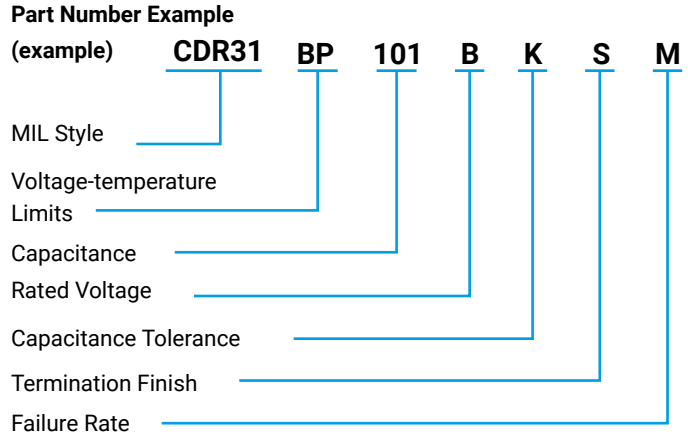 Part Number Example
(example) CDR31 BP 101 B K S M
MIL Style
Voltage-temperature
Limits
Capacitance
Rated Voltage
Capacitance Tolerance
Termination Finish
Failure Rate